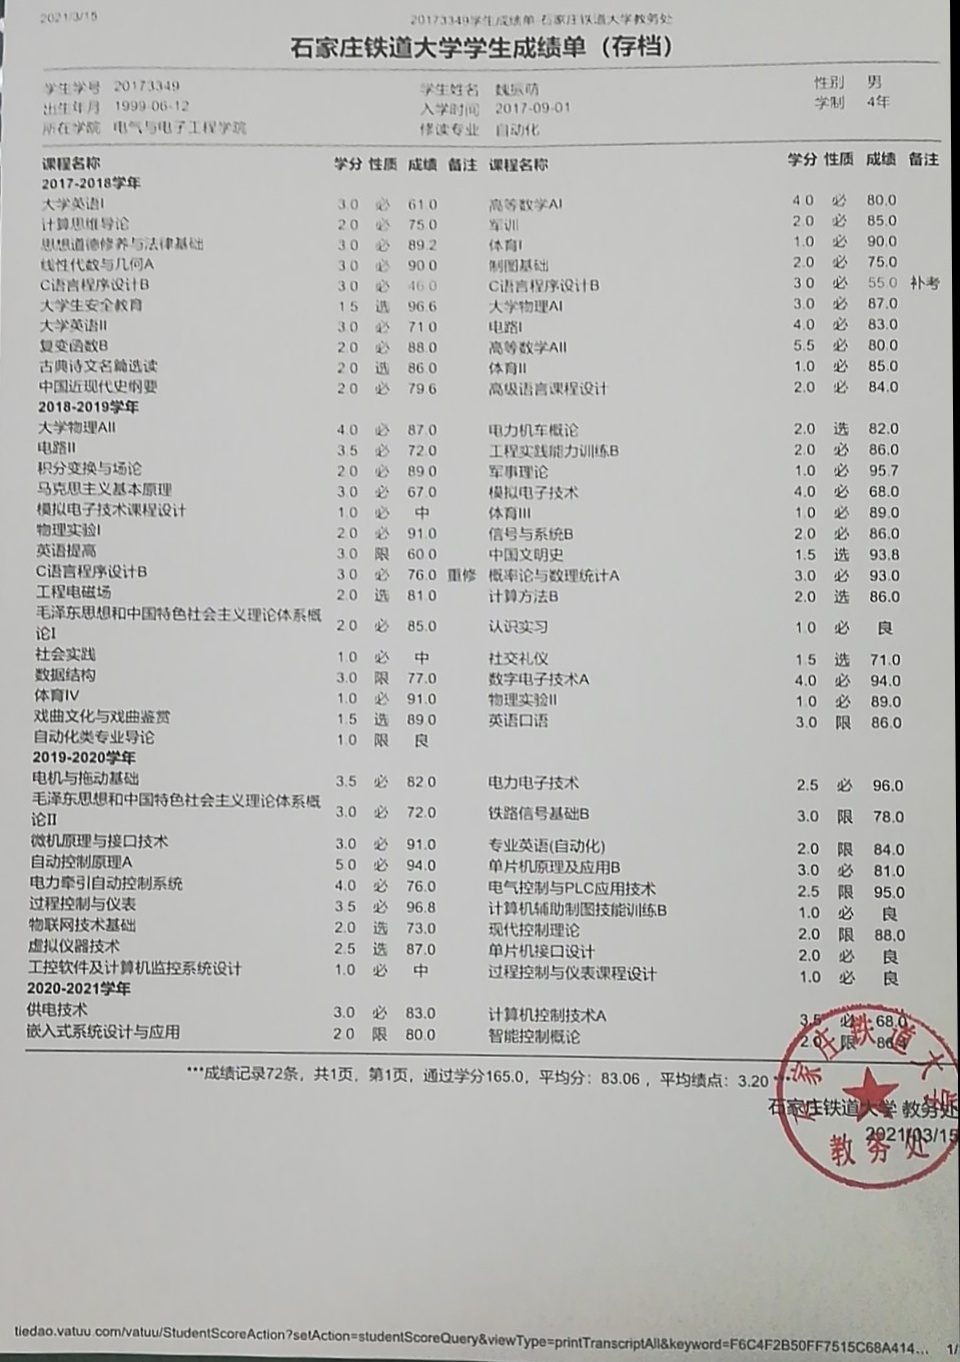 2021/3/15 20173349学生成绩单-石家庄铁道大学教务处
石家庄铁道大学学生成绩单（存档）
学生学号 20173349 学生姓名 魏振萌 性别 男
出生年月 1999-06-12 入学时间 2017-09-01 学制 4年
所在学院 电气与电子工程学院 修读专业 自动化
课程名称 学分 性质 成绩 备注 课程名称 学分 性质 成绩 备注
2017-2018学年
大学英语I 3.0 必 61.0 高等数学AI 4.0 必 80.0
计算思维导论 2.0 必 75.0 军训 2.0 必 85.0
思想道德修养与法律基础 3.0 必 89.2 体育I 1.0 必 90.0
线性代数与几何A 3.0 必 90.0 制图基础 2.0 必 75.0
C语言程序设计B 3.0 必 46.0 C语言程序设计B 3.0 必 55.0 补考
大学生安全教育 1.5 选 96.6 大学物理AI 3.0 必 87.0
大学英语II 3.0 必 71.0 电路I 4.0 必 83.0
复变函数B 2.0 必 88.0 高等数学AII 5.5 必 80.0
古典诗文名篇选读 2.0 选 86.0 体育II 1.0 必 85.0
中国近现代史纲要 2.0 必 79.6 高级语言课程设计 2.0 必 84.0
2018-2019学年
大学物理AII 4.0 必 87.0 电力机车概论 2.0 选 82.0
电路II 3.5 必 72.0 工程实践能力训练B 2.0 必 86.0
积分变换与场论 2.0 必 89.0 军事理论 1.0 必 95.7
马克思主义基本原理 3.0 必 67.0 模拟电子技术 4.0 必 68.0
模拟电子技术课程设计 1.0 必 中 体育III 1.0 必 89.0
物理实验I 2.0 必 91.0 信号与系统B 2.0 必 86.0
英语提高 3.0 限 60.0 中国文明史 1.5 选 93.8
C语言程序设计B 3.0 必 76.0 重修 概率论与数理统计A 3.0 必 93.0
工程电磁场 2.0 选 81.0 计算方法B 2.0 选 86.0
毛泽东思想和中国特色社会主义理论体系概
论I 2.0 必 85.0 认识实习 1.0 必 良
社会实践 1.0 必 中 社交礼仪 1.5 选 71.0
数据结构 3.0 限 77.0 数字电子技术A 4.0 必 94.0
体育IV 1.0 必 91.0 物理实验II 1.0 必 89.0
戏曲文化与戏曲鉴赏 1.5 选 89.0 英语口语 3.0 限 86.0
自动化类专业导论 1.0 限 良
2019-2020学年
电机与拖动基础 3.5 必 82.0 电力电子技术 2.5 必 96.0
毛泽东思想和中国特色社会主义理论体系概
论II 3.0 必 72.0 铁路信号基础B 3.0 限 78.0
微机原理与接口技术 3.0 必 91.0 专业英语(自动化) 2.0 限 84.0
自动控制原理A 5.0 必 94.0 单片机原理及应用B 3.0 必 81.0
电力牵引自动控制系统 4.0 必 76.0 电气控制与PLC应用技术 2.5 限 95.0
过程控制与仪表 3.5 必 96.8 计算机辅助制图技能训练B 1.0 必 良
物联网技术基础 2.0 选 73.0 现代控制理论 2.0 限 88.0
虚拟仪器技术 2.5 选 87.0 单片机接口设计 2.0 必 良
工控软件及计算机监控系统设计 1.0 必 中 过程控制与仪表课程设计 1.0 必 良
2020-2021学年
供电技术 3.0 必 83.0 计算机控制技术A 3.5 必 68.0
嵌入式系统设计与应用 2.0 限 80.0 智能控制概论 2.0 限
***成绩记录72条，共1页，第1页，通过学分165.0，平均分：83.06，平均绩点：3.20***
石家庄铁道大学 教务处
2021/03/15
教务处
tiedao.vatuu.com/vatuu/StudentScoreAction?setAction=studentScoreQuery&viewType=printTranscriptAll&keyword=F6C4F2B50FF7515C68A414... 1/